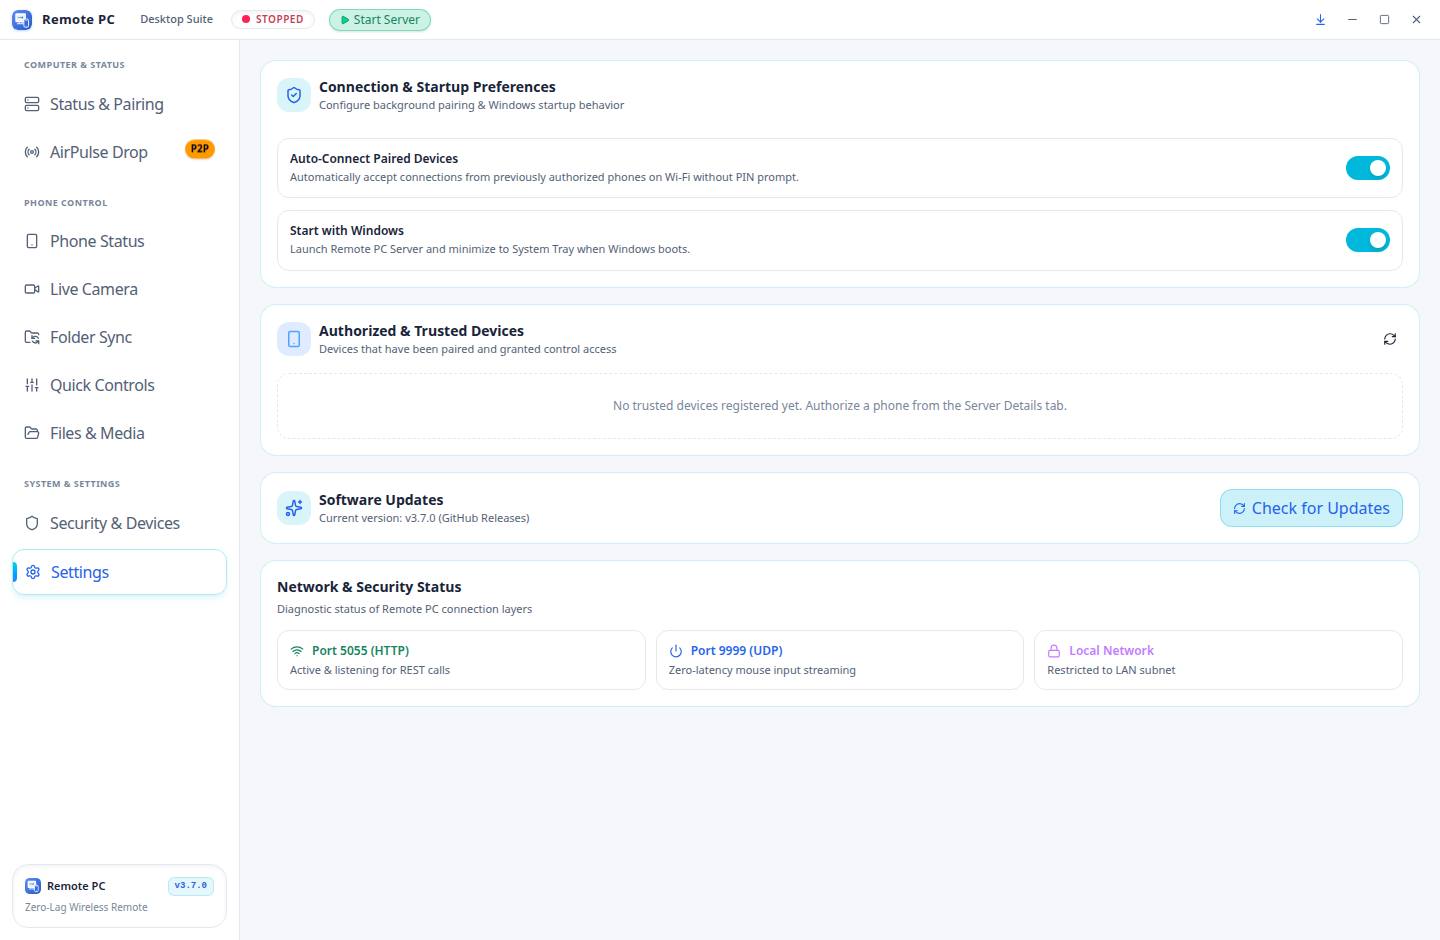 Remote PC
Desktop Suite
STOPPED
Start Server
COMPUTER & STATUS
Status & Pairing
AirPulse Drop
P2P
PHONE CONTROL
Phone Status
Live Camera
Folder Sync
Quick Controls
Files & Media
SYSTEM & SETTINGS
Security & Devices
Settings
Remote PC
v3.7.0
Zero-Lag Wireless Remote
Connection & Startup Preferences
Configure background pairing & Windows startup behavior
Auto-Connect Paired Devices
Automatically accept connections from previously authorized phones on Wi-Fi without PIN prompt.
Start with Windows
Launch Remote PC Server and minimize to System Tray when Windows boots.
Authorized & Trusted Devices
Devices that have been paired and granted control access
No trusted devices registered yet. Authorize a phone from the Server Details tab.
Software Updates
Current version: v3.7.0 (GitHub Releases)
Check for Updates
Network & Security Status
Diagnostic status of Remote PC connection layers
Port 5055 (HTTP)
Active & listening for REST calls
Port 9999 (UDP)
Zero-latency mouse input streaming
Local Network
Restricted to LAN subnet